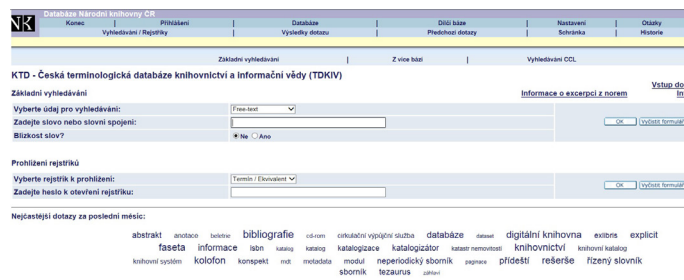 Databáze Národní knihovny ČR
NK
Konec | Přihlášení | Databáze | Dílčí báze | Nastavení | Otázky
Vyhledávání / Rejstříky | Výsledky dotazu | Předchozí dotazy | Schránka | Historie
Základní vyhledávání | Z více bází | Vyhledávání CCL
KTD - Česká terminologická databáze knihovnictví a informační vědy (TDKIV)
Vstup do
Základní vyhledávání Informace o excerpci z norem In
Vyberte údaj pro vyhledávání: Free-text
Zadejte slovo nebo slovní spojení: OK Vyčistit formulář
Blízkost slov? Ne Ano
Prohlížení rejstříků
Vyberte rejstřík k prohlížení: Termín / Ekvivalent
Zadejte heslo k otevření rejstříku: OK Vyčistit formulář
Nejčastější dotazy za poslední měsíc:
abstrakt anotace beletrie bibliografie cd-rom cirkulační výpůjční služba databáze dataset digitální knihovna exlibris explicit
faseta informace isbn katalog katalog katalogizace katalogizátor katastr nemovitostí knihovnictví knihovní katalog
knihovní systém kolofon konspekt mdt metadata modul neperiodický sborník paginace přídeští rešerše řízený slovník
sborník tezaurus záhlaví